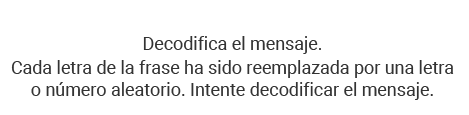 Decodifica el mensaje.
Cada letra de la frase ha sido reemplazada por una letra
o número aleatorio. Intente decodificar el mensaje.